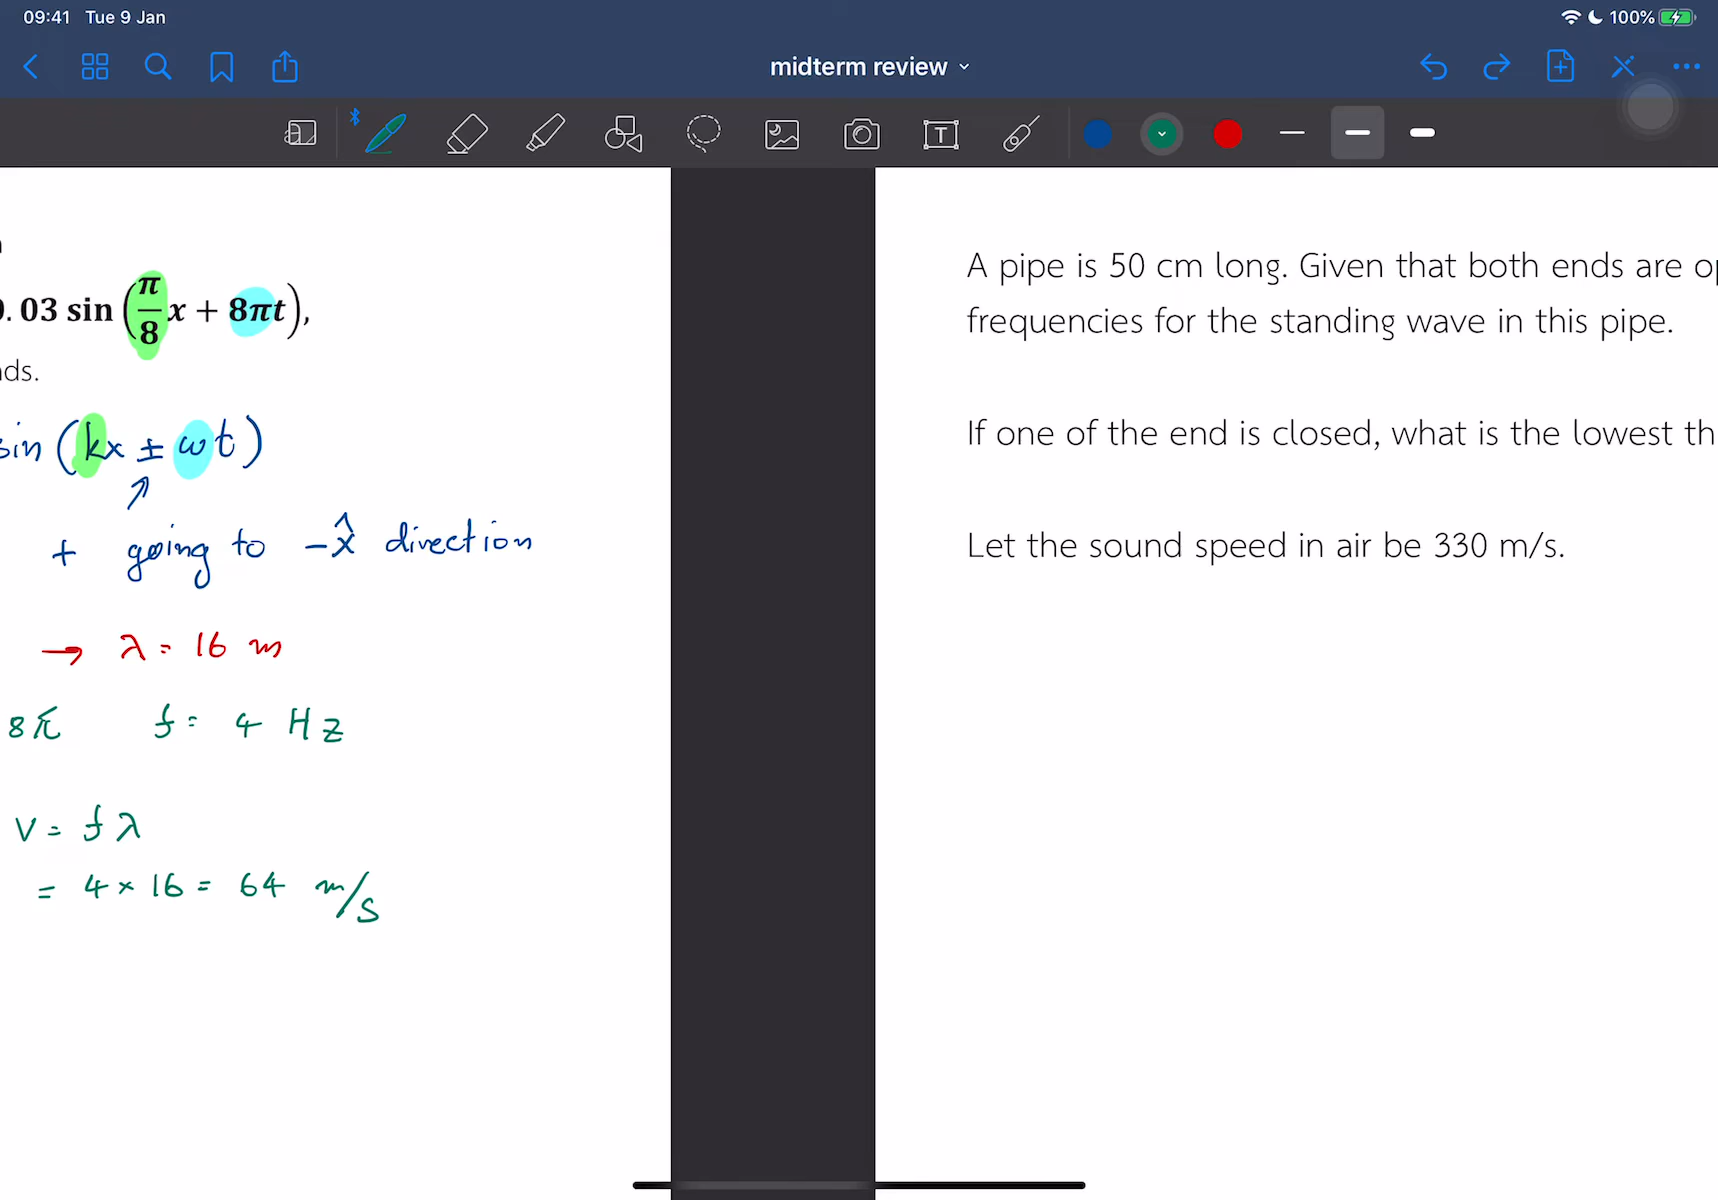 09:41 Tue 9 Jan
100%
midterm review
.03 sin (π/8 x + 8πt),
ds.
sin (kx ± ωt)
+ going to -x̂ direction
→ λ = 16 m
8π f = 4 Hz
v = fλ
= 4 × 16 = 64 m/s
A pipe is 50 cm long. Given that both ends are op
frequencies for the standing wave in this pipe.
If one of the end is closed, what is the lowest th
Let the sound speed in air be 330 m/s.